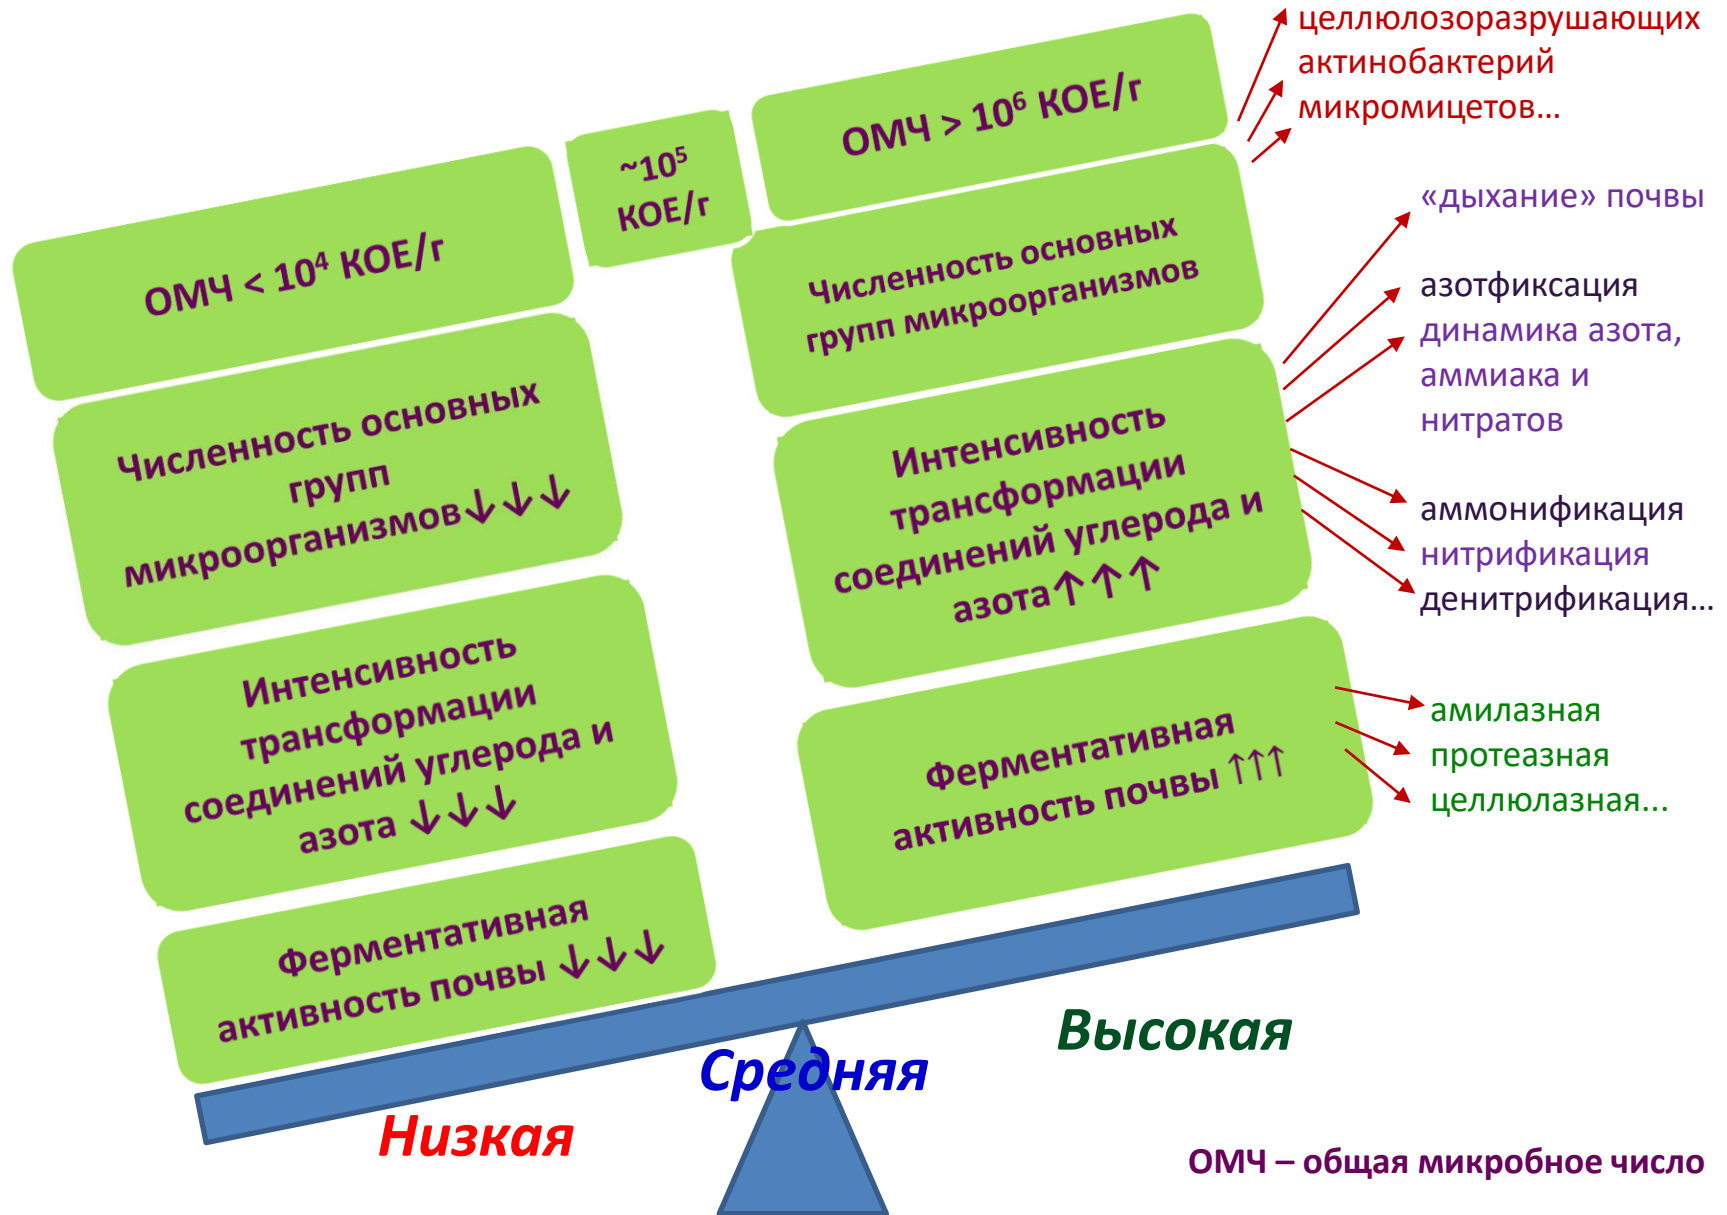 ОМЧ < 10⁴ КОЕ/г
Численность основных
групп
микроорганизмов↓↓↓
Интенсивность
трансформации
соединений углерода и
азота ↓↓↓
Ферментативная
активность почвы ↓↓↓
~10⁵
КОЕ/г
ОМЧ > 10⁶ КОЕ/г
Численность основных
групп микроорганизмов
Интенсивность
трансформации
соединений углерода и
азота↑↑↑
Ферментативная
активность почвы ↑↑↑
целлюлозоразрушающих
актинобактерий
микромицетов…
«дыхание» почвы
азотфиксация
динамика азота,
аммиака и
нитратов
аммонификация
нитрификация
денитрификация…
амилазная
протеазная
целлюлазная…
Низкая
Средняя
Высокая
ОМЧ – общая микробное число